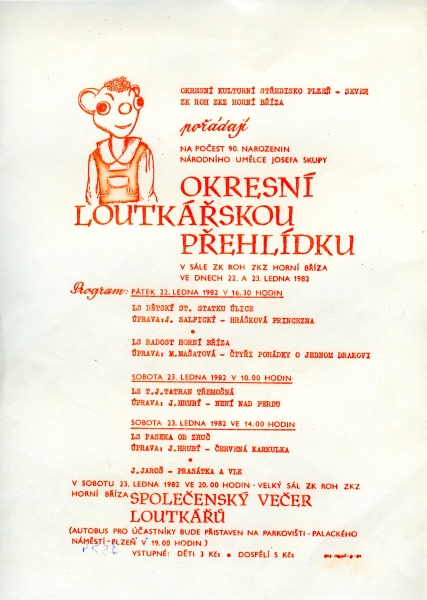 OKRESNÍ KULTURNÍ STŘEDISKO PLZEŇ - SEVER
ZK ROH ZKZ HORNÍ BŘÍZA
pořádají
NA POČEST 90. NAROZENIN
NÁRODNÍHO UMĚLCE JOSEFA SKUPY
OKRESNÍ
LOUTKÁŘSKOU
PŘEHLÍDKU
V SÁLE ZK ROH ZKZ HORNÍ BŘÍZA
VE DNECH 22. A 23. LEDNA 1982
Program: PÁTEK 22. LEDNA 1982 V 16.30 HODIN
LS DĚTSKÝ ST. STATKU ÚLICE
ÚPRAVA: J. SALFICKÝ - HRÁŠKOVÁ PRINCEZNA
LS RADOST HORNÍ BŘÍZA
ÚPRAVA: M.MAŠATOVÁ - ČTYŘI POHÁDKY O JEDNOM DRAKOVI
SOBOTA 23. LEDNA 1982 V 10.00 HODIN
LS T.J.TATRAN TŘEMOŠNÁ
ÚPRAVA: J.HRUBÝ - NENÍ NAD FERDU
SOBOTA 23. LEDNA 1982 VE 14.00 HODIN
LS PASEKA OB ZRUČ
ÚPRAVA: J.HRUBÝ - ČERVENÁ KARKULKA
J.JAROŠ - PRASÁTKA A VLK
V SOBOTU 23. LEDNA 1982 VE 20.00 HODIN - VELKÝ SÁL ZK ROH ZKZ
HORNÍ BŘÍZA SPOLEČENSKÝ VEČER
LOUTKÁŘŮ
(AUTOBUS PRO ÚČASTNÍKY BUDE PŘISTAVEN NA PARKOVIŠTI - PALACKÉHO
NÁMĚSTÍ - PLZEŇ V 19.00 HODIN)
VSTUPNÉ: DĚTI 3 Kčs • DOSPĚLÍ 5 Kčs